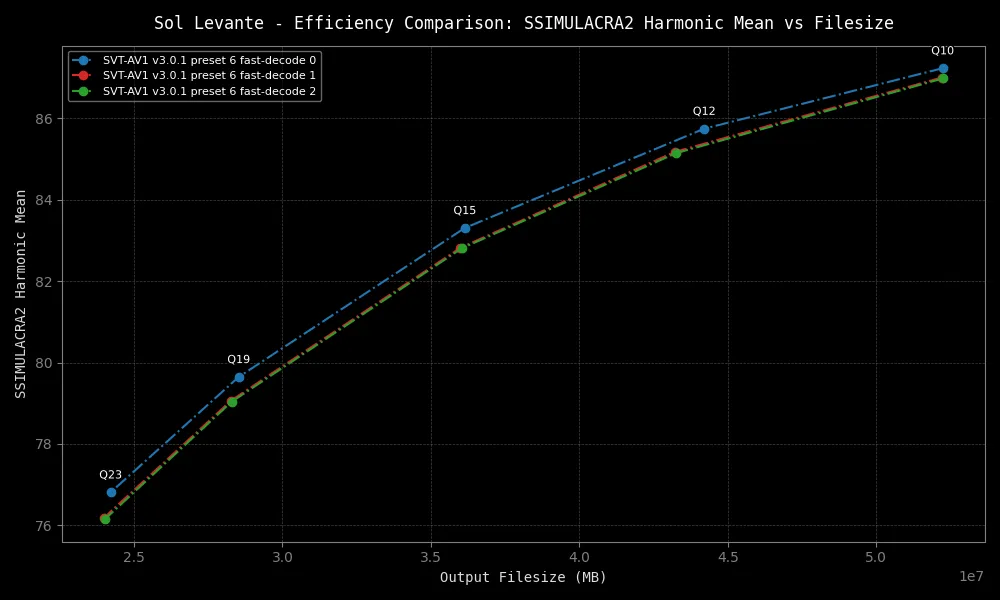 Sol Levante - Efficiency Comparison: SSIMULACRA2 Harmonic Mean vs Filesize
SVT-AV1 v3.0.1 preset 6 fast-decode 0
SVT-AV1 v3.0.1 preset 6 fast-decode 1
SVT-AV1 v3.0.1 preset 6 fast-decode 2
Q10
Q12
Q15
Q19
Q23
SSIMULACRA2 Harmonic Mean
86
84
82
80
78
76
2.5 3.0 3.5 4.0 4.5 5.0
1e7
Output Filesize (MB)